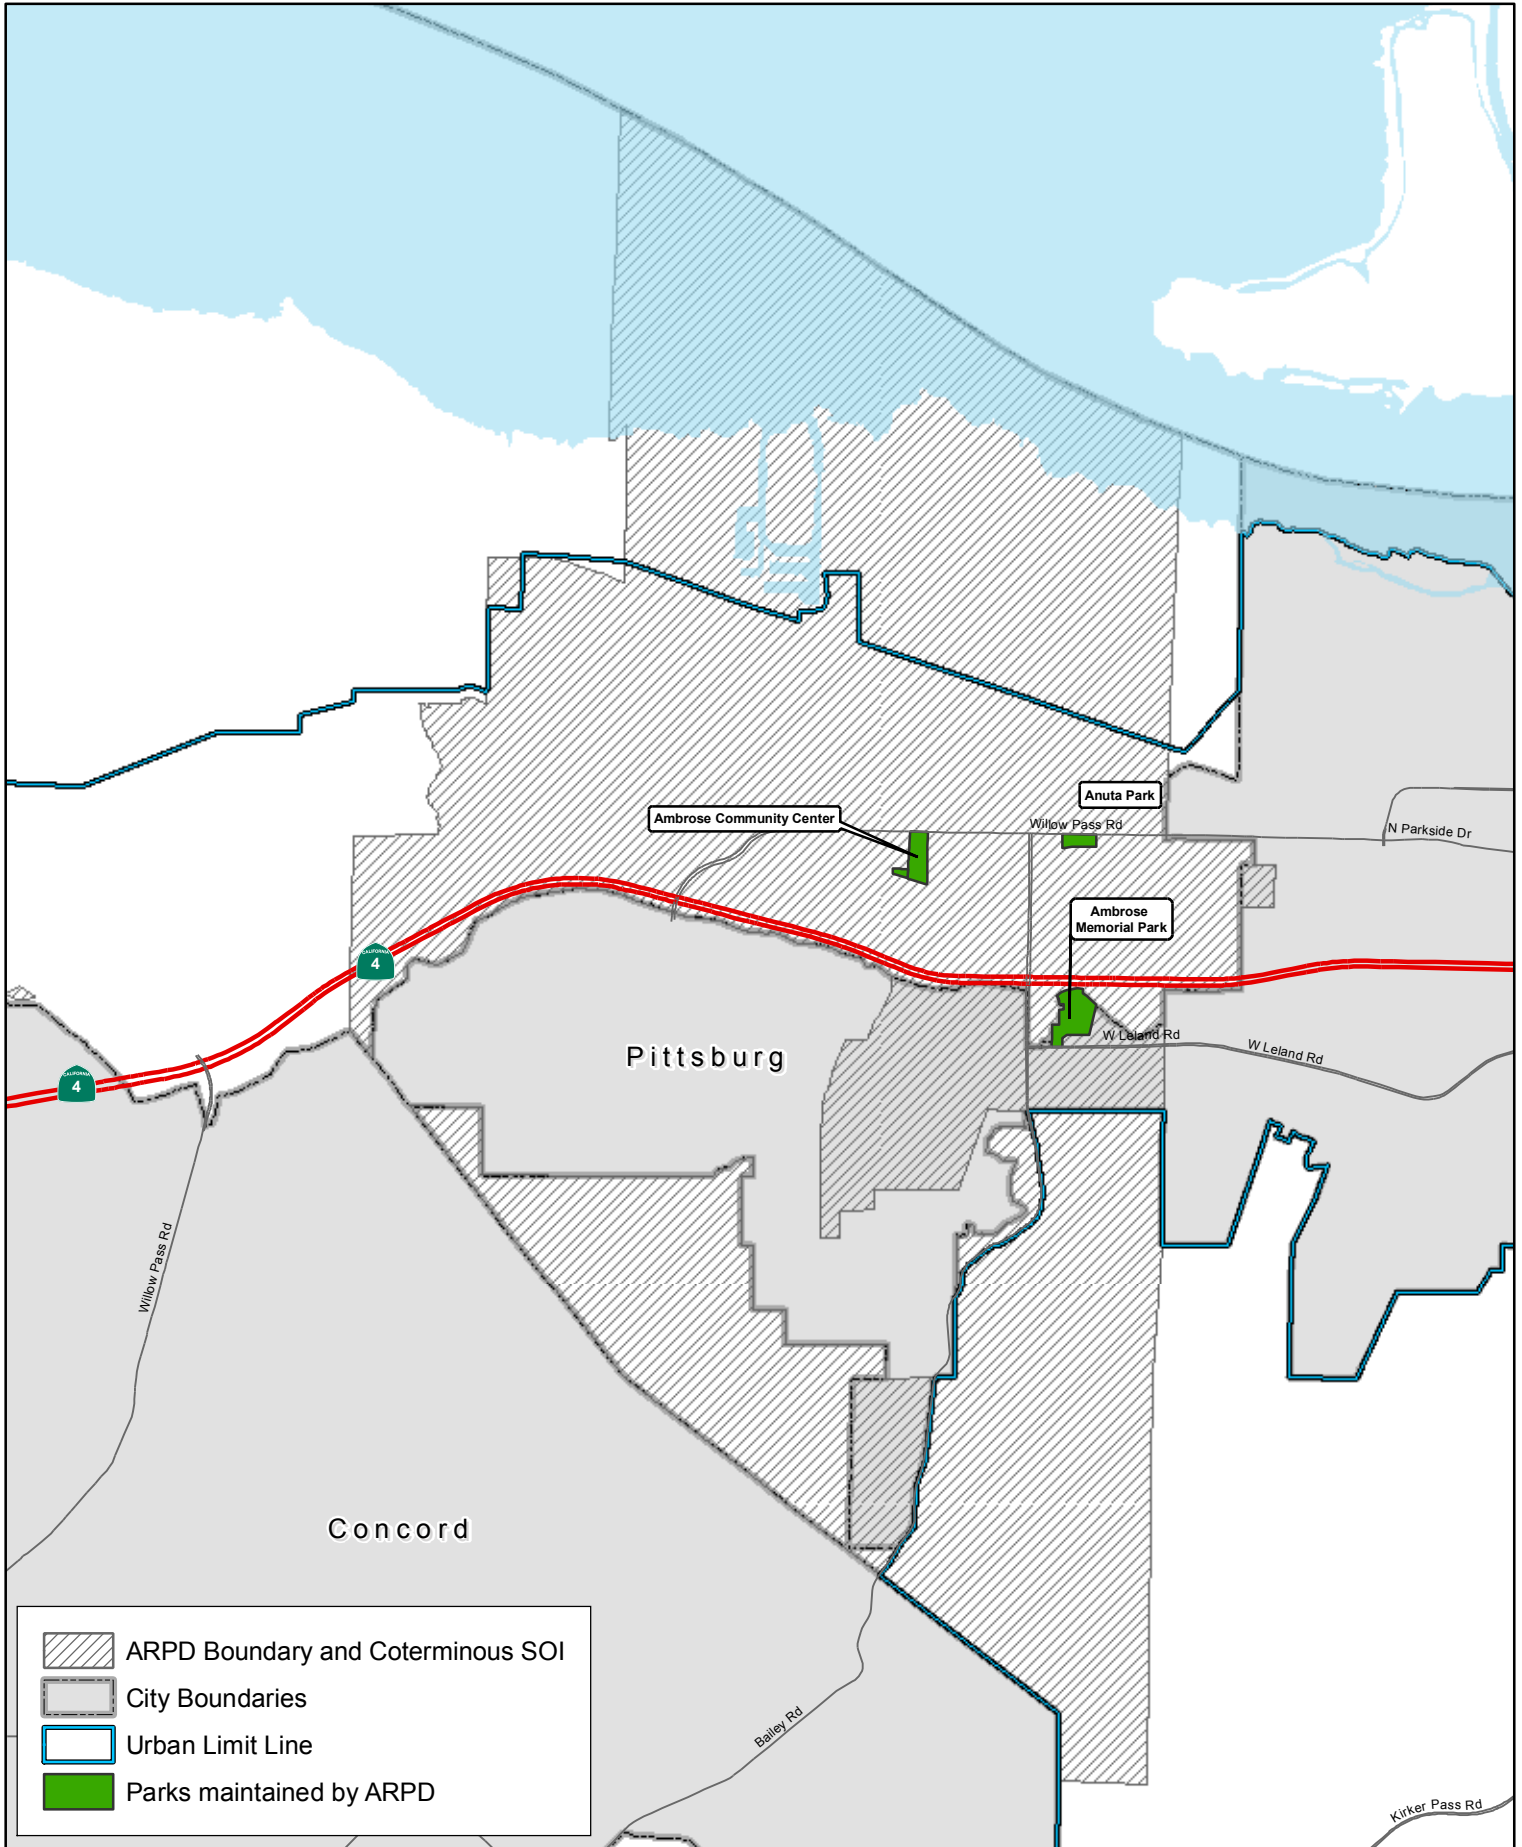 Anuta Park
Ambrose Community Center
Willow Pass Rd
N Parkside Dr
Ambrose
Memorial Park
CALIFORNIA
4
W Leland Rd
W Leland Rd
Pittsburg
CALIFORNIA
4
Willow Pass Rd
Concord
ARPD Boundary and Coterminous SOI
City Boundaries
Urban Limit Line
Parks maintained by ARPD
Bailey Rd
Kirker Pass Rd